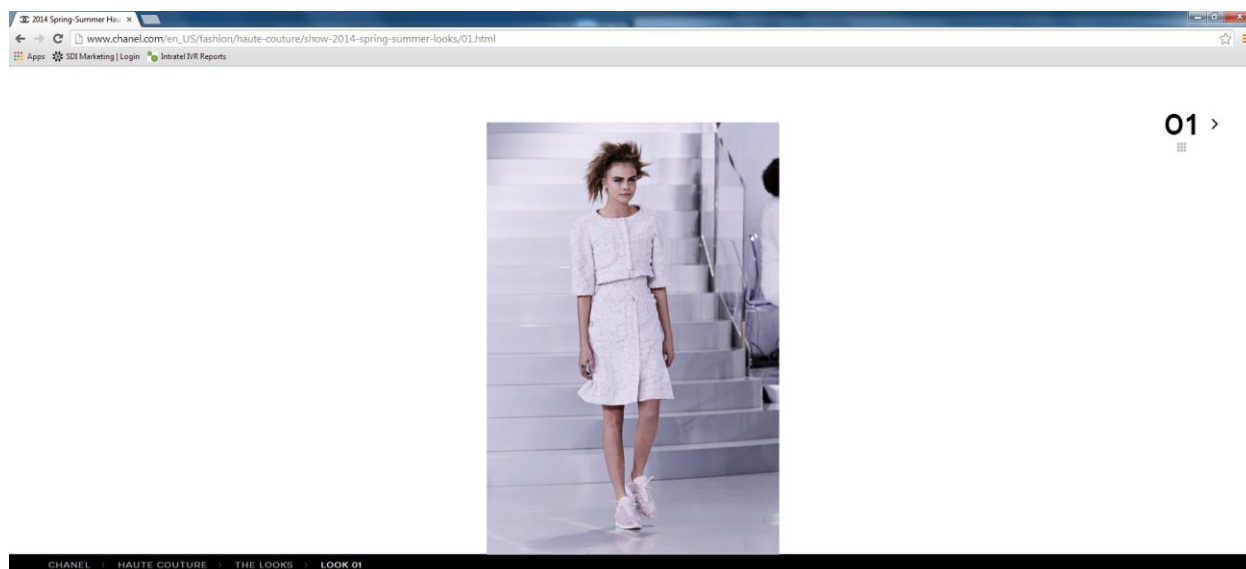 2014 Spring-Summer Hau
www.chanel.com/en_US/fashion/haute-couture/show-2014-spring-summer-looks/01.html
Apps SDI Marketing | Login Intratel IVR Reports
01 >
CHANEL > HAUTE COUTURE > THE LOOKS > LOOK 01